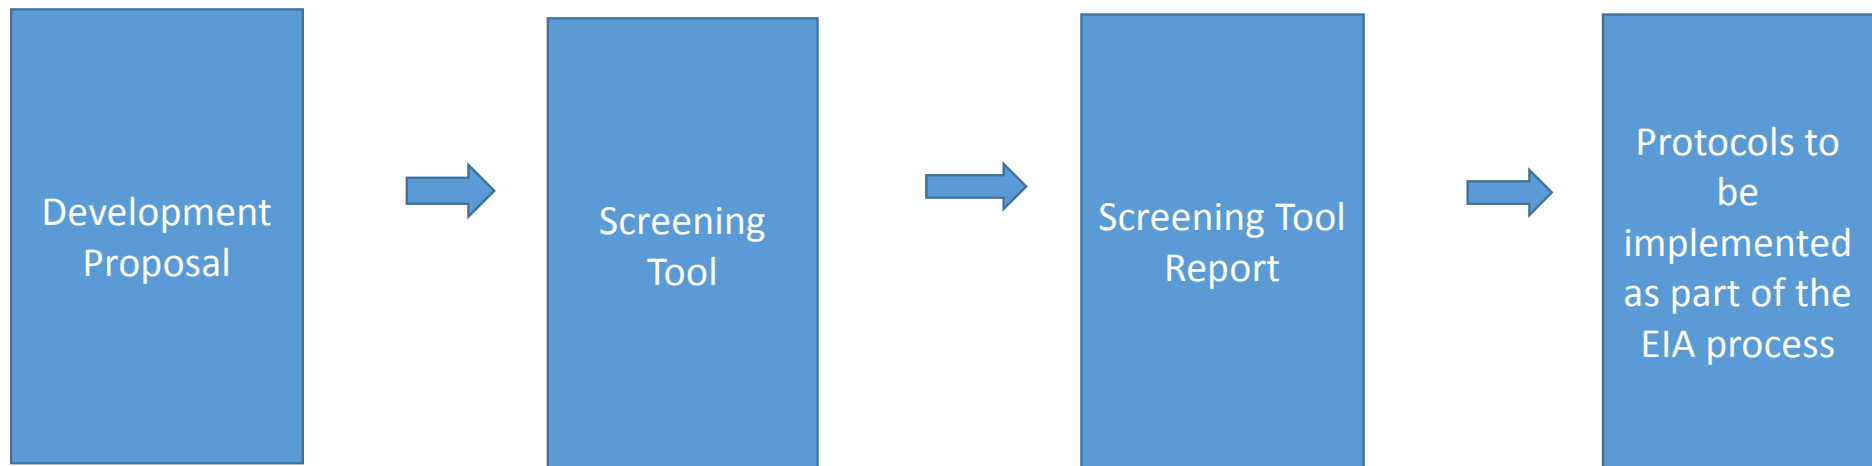 Development
Proposal
Screening
Tool
Screening Tool
Report
Protocols to
be
implemented
as part of the
EIA process